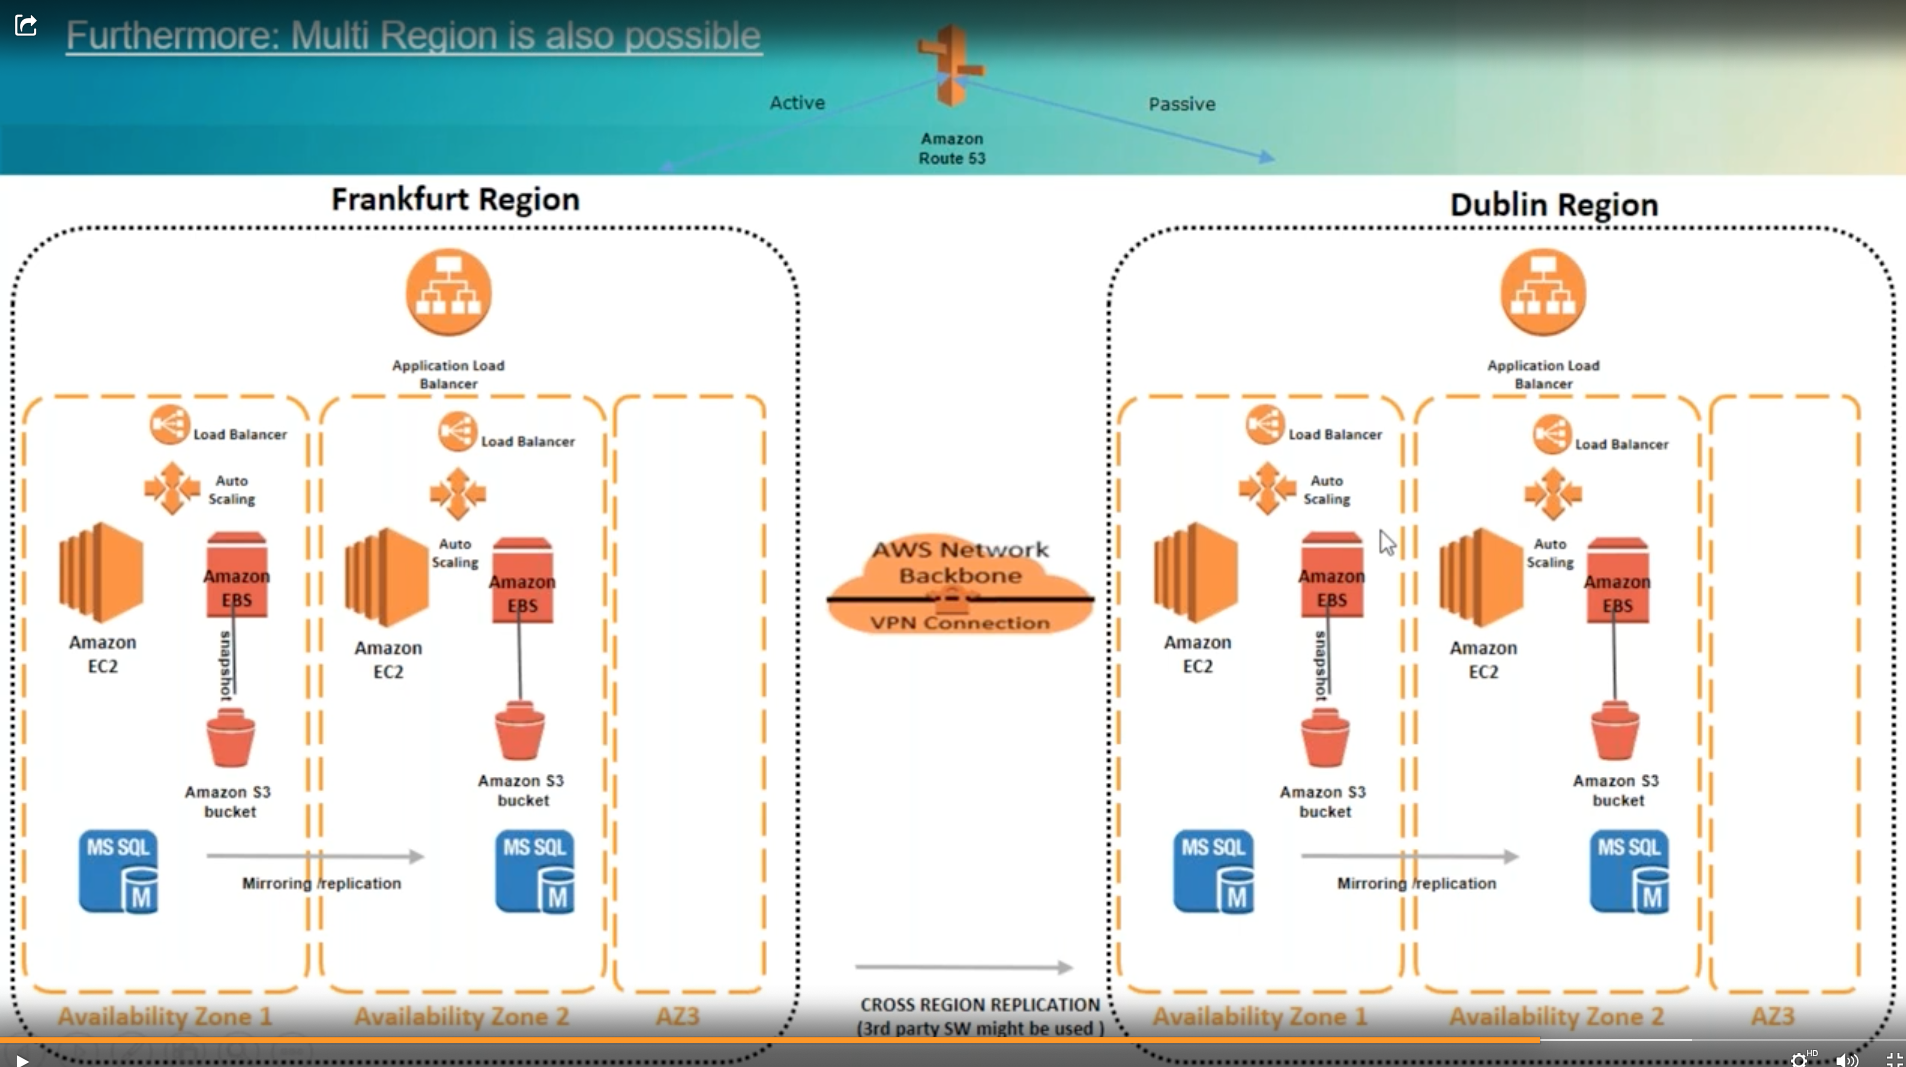 Furthermore: Multi Region is also possible
Active
Passive
Amazon
Route 53
Frankfurt Region
Application Load
Balancer
Load Balancer
Auto
Scaling
Amazon
EBS
Amazon
EC2
snapshot
Amazon S3
bucket
MS SQL
M
Mirroring /replication
Availability Zone 1
Load Balancer
Auto
Scaling
Amazon
EBS
Amazon
EC2
Amazon S3
bucket
MS SQL
M
Availability Zone 2
AZ3
AWS Network
Backbone
VPN Connection
CROSS REGION REPLICATION
(3rd party SW might be used )
Dublin Region
Application Load
Balancer
Load Balancer
Auto
Scaling
Amazon
EBS
Amazon
EC2
snapshot
Amazon S3
bucket
MS SQL
M
Mirroring /replication
Availability Zone 1
Load Balancer
Auto
Scaling
Amazon
EBS
Amazon
EC2
Amazon S3
bucket
MS SQL
M
Availability Zone 2
AZ3
HD